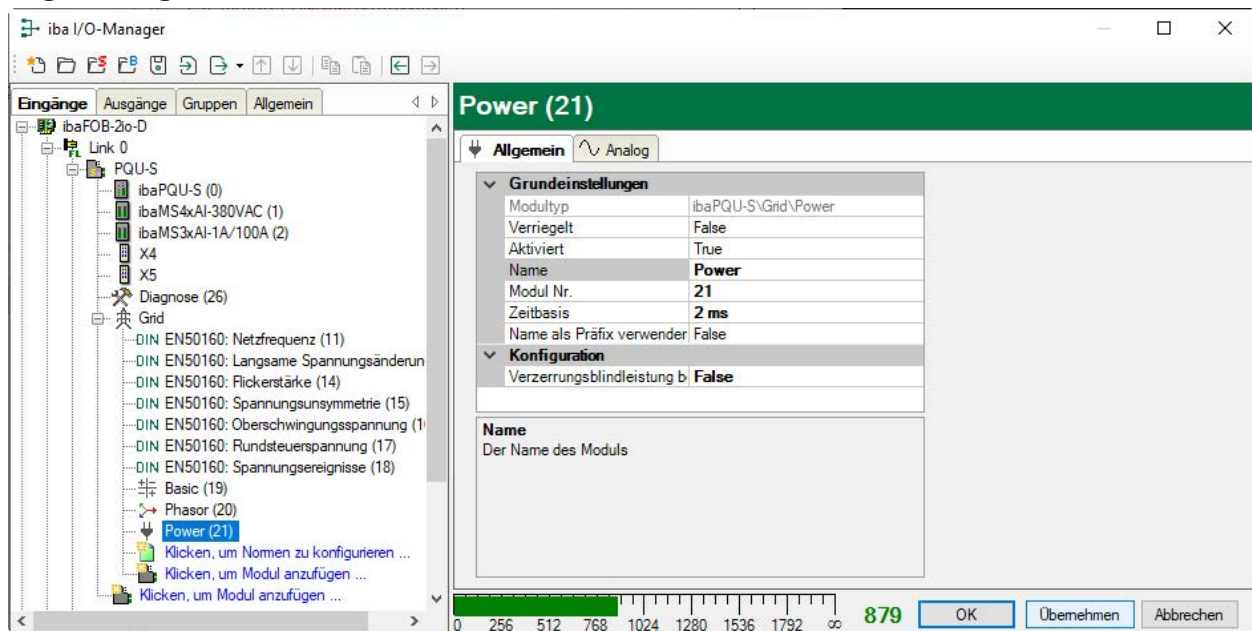 iba I/O-Manager
Eingänge Ausgänge Gruppen Allgemein
ibaFOB-2io-D
Link 0
PQU-S
ibaPQU-S (0)
ibaMS4xAI-380VAC (1)
ibaMS3xAI-1A/100A (2)
X4
X5
Diagnose (26)
Grid
DIN EN50160: Netzfrequenz (11)
DIN EN50160: Langsame Spannungsänderun
DIN EN50160: Flickerstärke (14)
DIN EN50160: Spannungsunsymmetrie (15)
DIN EN50160: Oberschwingungsspannung (1
DIN EN50160: Rundsteuerspannung (17)
DIN EN50160: Spannungsereignisse (18)
Basic (19)
Phasor (20)
Power (21)
Klicken, um Normen zu konfigurieren ...
Klicken, um Modul anzufügen ...
Klicken, um Modul anzufügen ...
Power (21)
Allgemein Analog
Grundeinstellungen
Modultyp ibaPQU-S\Grid\Power
Verriegelt False
Aktiviert True
Name Power
Modul Nr. 21
Zeitbasis 2 ms
Name als Präfix verwender False
Konfiguration
Verzerrungsblindleistung b False
Name
Der Name des Moduls
0 256 512 768 1024 1280 1536 1792 ∞ 879 OK Übernehmen Abbrechen